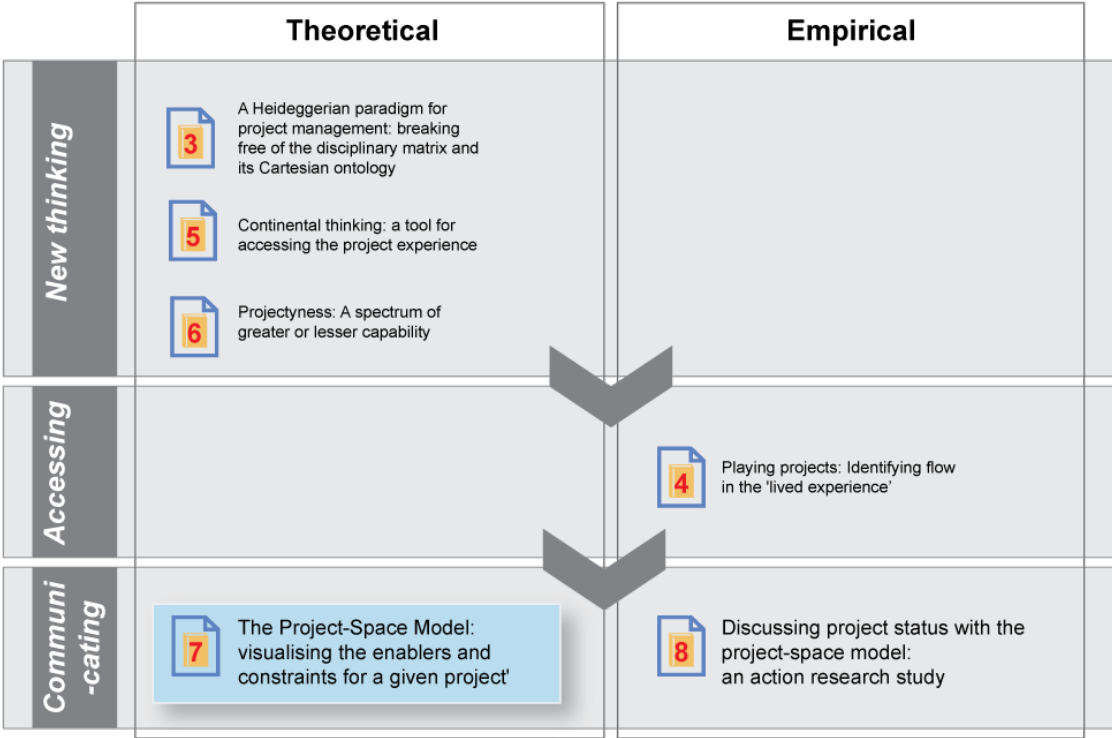 Theoretical
Empirical
New thinking
3
A Heideggerian paradigm for
project management: breaking
free of the disciplinary matrix and
its Cartesian ontology
5
Continental thinking: a tool for
accessing the project experience
6
Projectyness: A spectrum of
greater or lesser capability
Accessing
4
Playing projects: Identifying flow
in the 'lived experience’
Communi
-cating
7
The Project-Space Model:
visualising the enablers and
constraints for a given project'
8
Discussing project status with the
project-space model:
an action research study